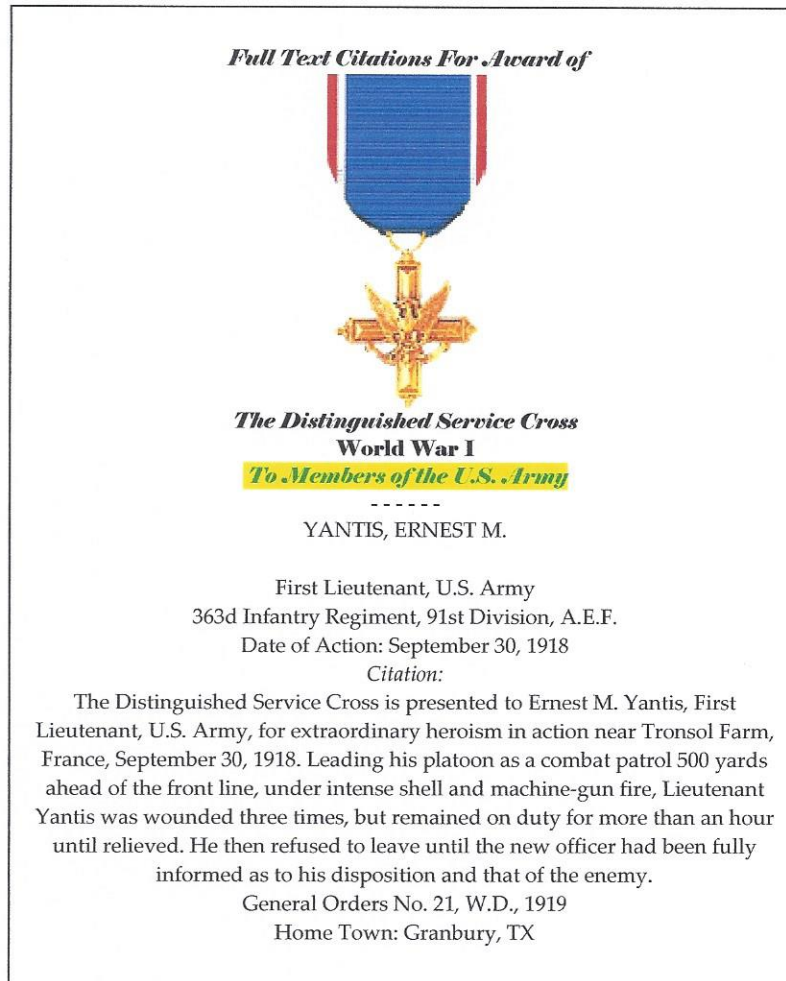 Full Text Citations For Award of
The Distinguished Service Cross
World War I
To Members of the U.S. Army
------
YANTIS, ERNEST M.
First Lieutenant, U.S. Army
363d Infantry Regiment, 91st Division, A.E.F.
Date of Action: September 30, 1918
Citation:
The Distinguished Service Cross is presented to Ernest M. Yantis, First
Lieutenant, U.S. Army, for extraordinary heroism in action near Tronsol Farm,
France, September 30, 1918. Leading his platoon as a combat patrol 500 yards
ahead of the front line, under intense shell and machine-gun fire, Lieutenant
Yantis was wounded three times, but remained on duty for more than an hour
until relieved. He then refused to leave until the new officer had been fully
informed as to his disposition and that of the enemy.
General Orders No. 21, W.D., 1919
Home Town: Granbury, TX